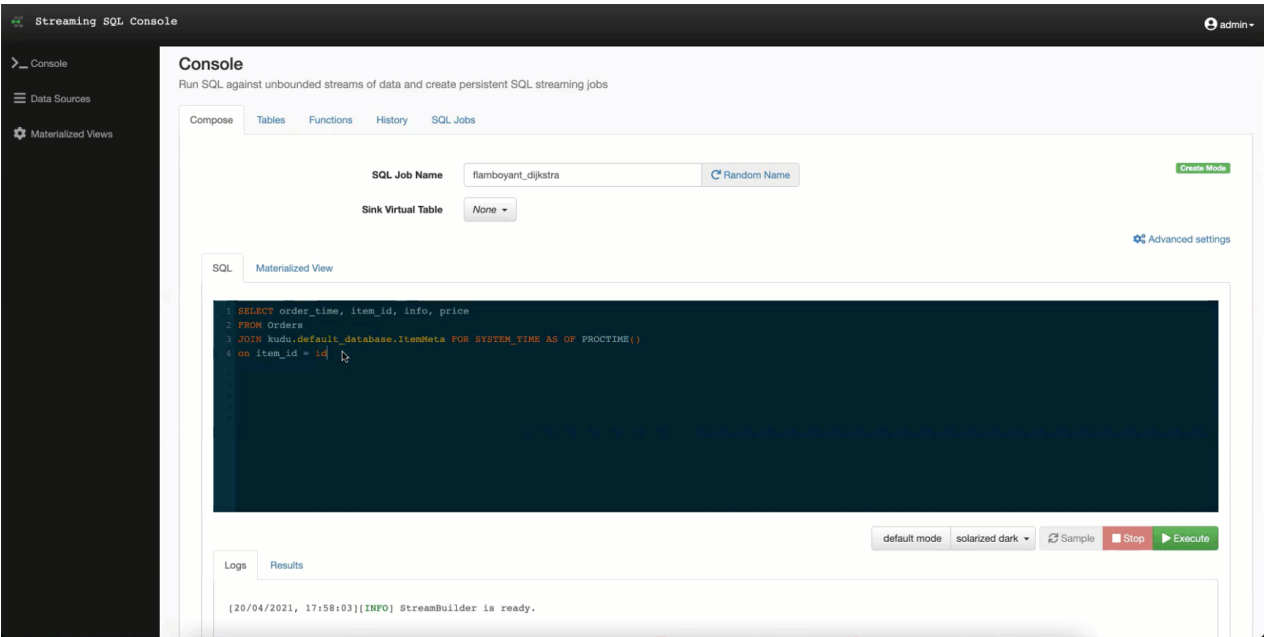 Streaming SQL Console
admin
Console
Data Sources
Materialized Views
Console
Run SQL against unbounded streams of data and create persistent SQL streaming jobs
Compose Tables Functions History SQL Jobs
SQL Job Name flamboyant_dijkstra Random Name
Create Mode
Sink Virtual Table None
Advanced settings
SQL Materialized View
1 SELECT order_time, item_id, info, price
2 FROM Orders
3 JOIN kudu.default_database.ItemMeta FOR SYSTEM_TIME AS OF PROCTIME()
4 on item_id = id
default mode solarized dark Sample Stop Execute
Logs Results
[20/04/2021, 17:58:03][INFO] StreamBuilder is ready.